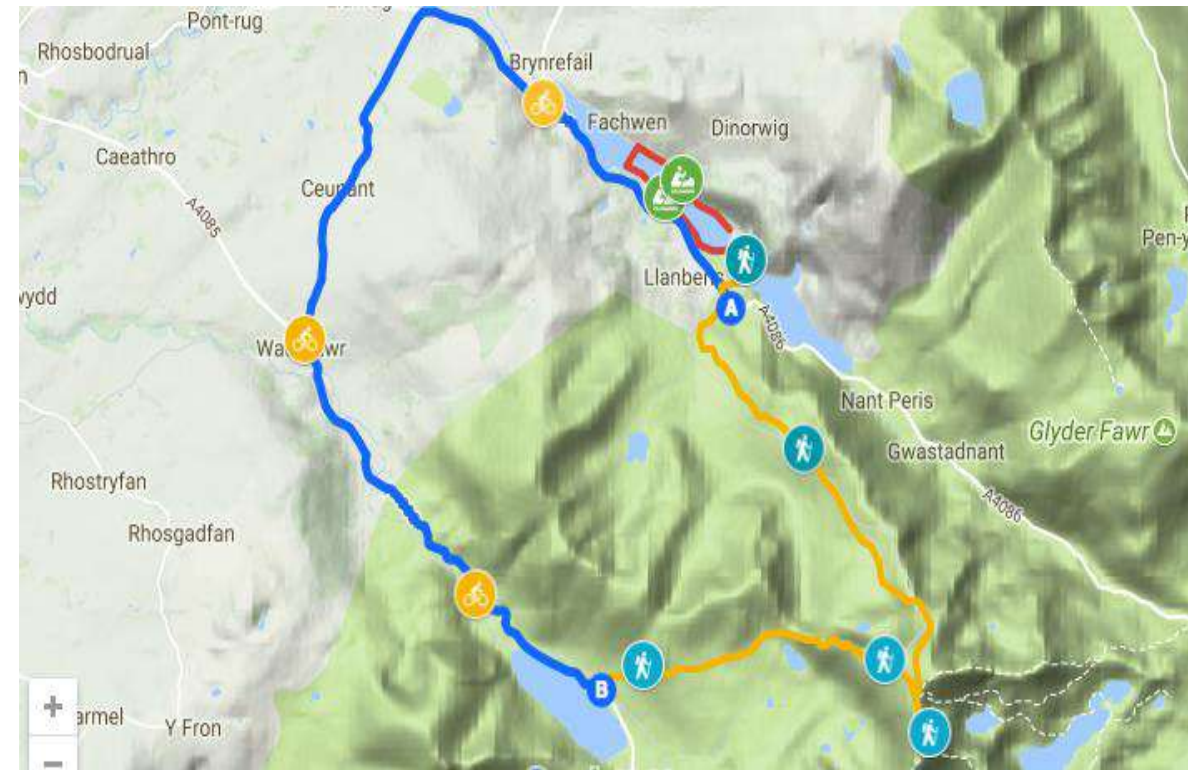 Pont-rug
Rhosbodrual
Brynrefail
Fachwen
Dinorwig
Caeathro
Ceunant
A4085
Pen-y
Llanberis
A
A4086
wydd
Nant Peris
Glyder Fawr
Gwastadnant
A4086
Rhostryfan
Rhosgadfan
B
+
armel
Y Fron
−